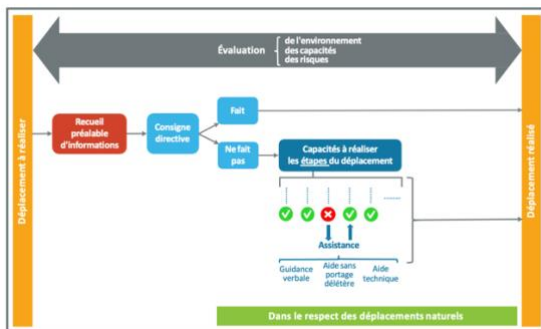 Évaluation
de l'environnement
des capacités
des risques
Déplacement à réaliser
Recueil
préalable
d'informations
Consigne
directive
Fait
Ne fait
pas
Capacités à réaliser
les étapes du déplacement
Assistance
Guidance
verbale
Aide sans
portage
délétère
Aide
technique
Déplacement réalisé
Dans le respect des déplacements naturels